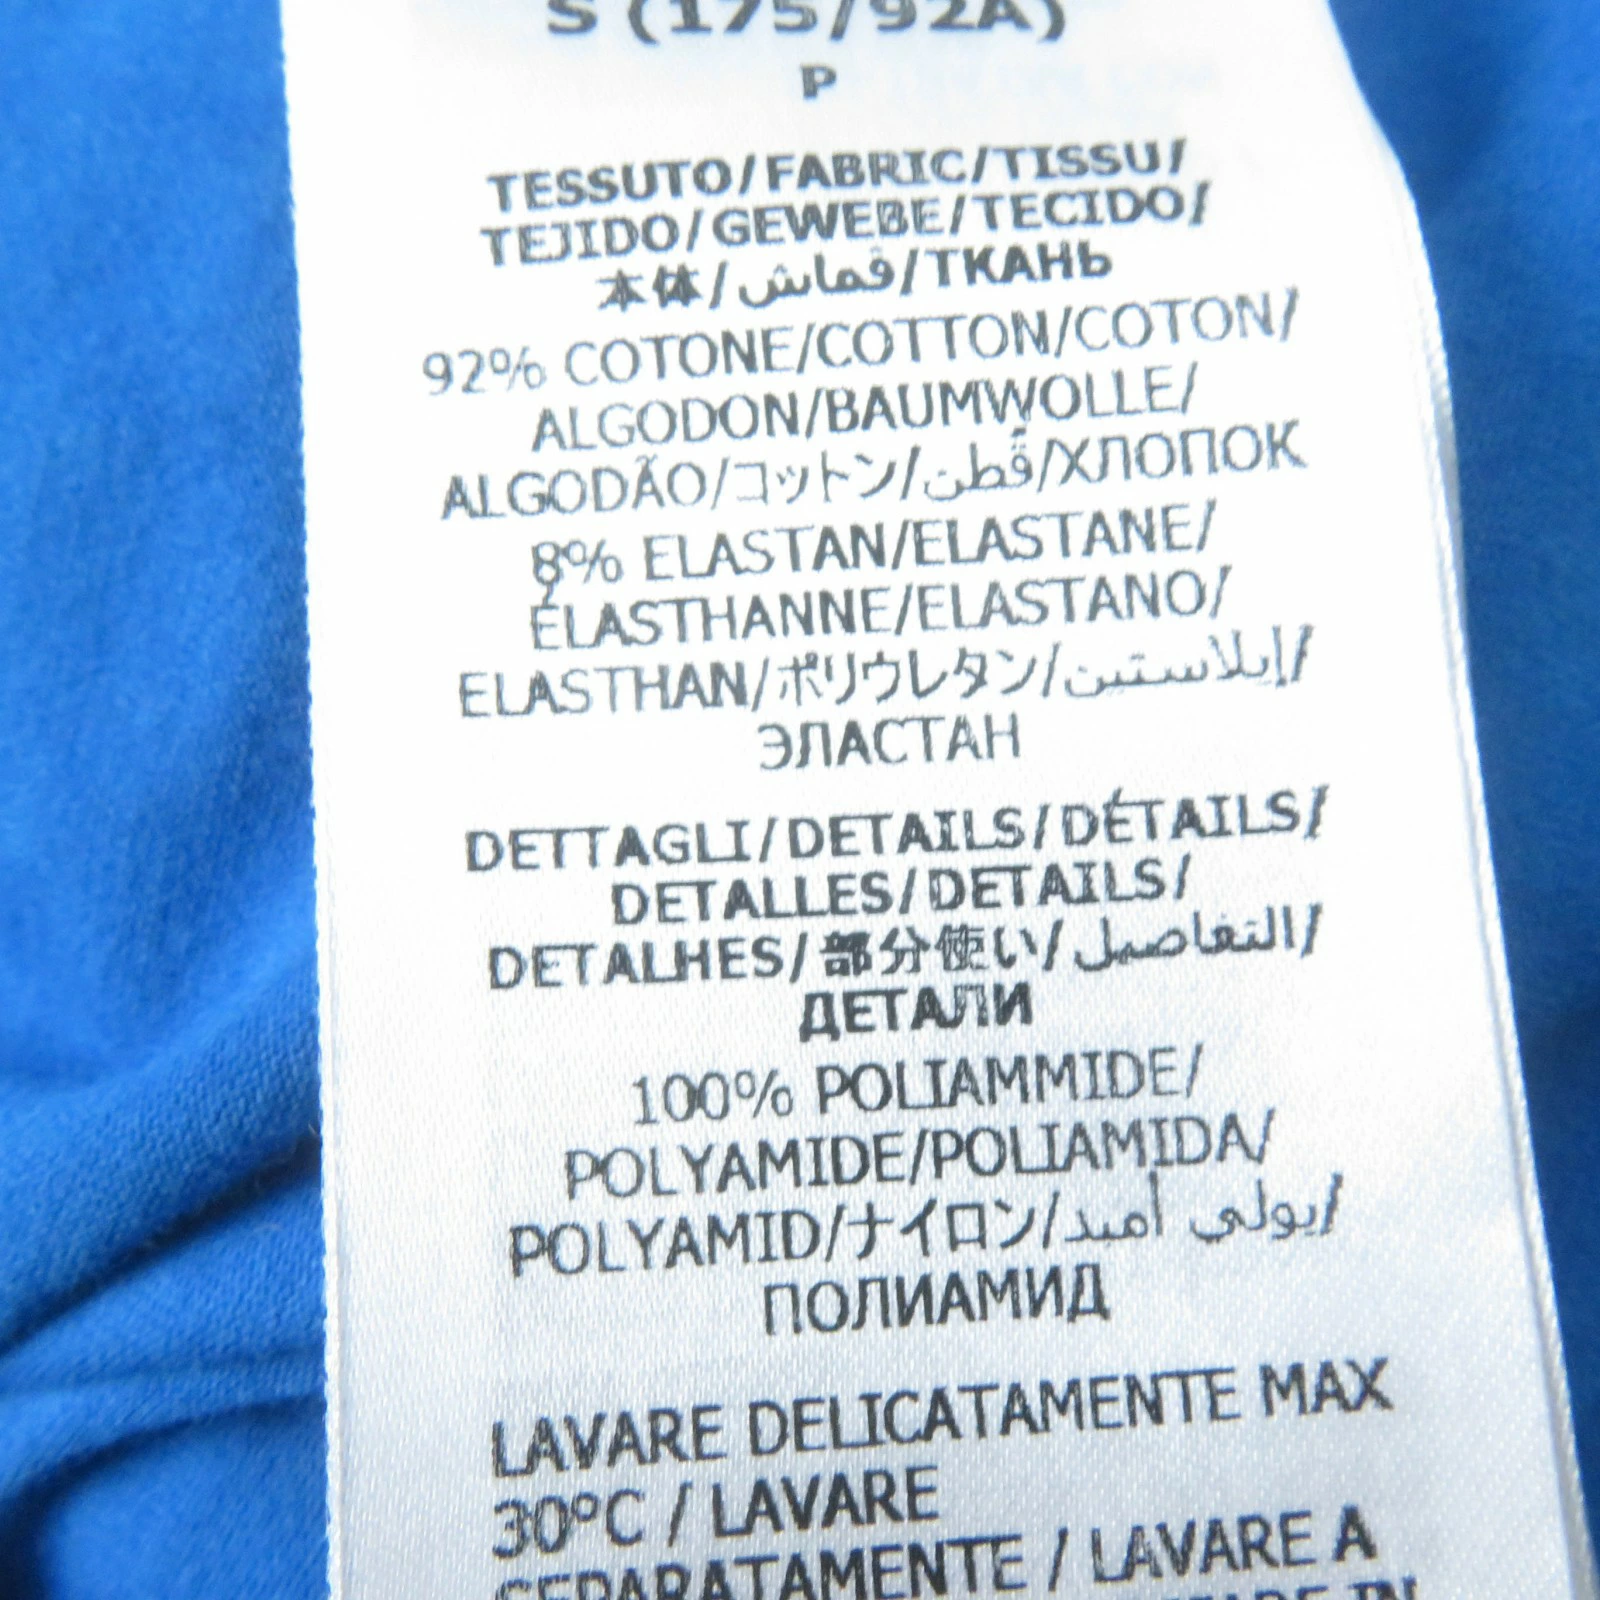 S (175/92A)
P
TESSUTO/FABRIC/TISSU/
TEJIDO/GEWEBE/TECIDO/
本体/قماش/ТКАНЬ
92% COTONE/COTTON/COTON/
ALGODON/BAUMWOLLE/
ALGODÃO/コットン/قُطن/ХЛОПОК
8% ELASTAN/ELASTANE/
ÉLASTHANNE/ELASTANO/
ELASTHAN/ポリウレタン/إيلاستين/
ЭЛАСТАН
DETTAGLI/DETAILS/DÉTAILS/
DETALLES/DETAILS/
DETALHES/部分使い/التفاصيل/
ДЕТАЛИ
100% POLIAMMIDE/
POLYAMIDE/POLIAMIDA/
POLYAMID/ナイロン/بولي أميد/
ПОЛИАМИД
LAVARE DELICATAMENTE MAX
30°C / LAVARE
SEPARATAMENTE / LAVARE A
IN